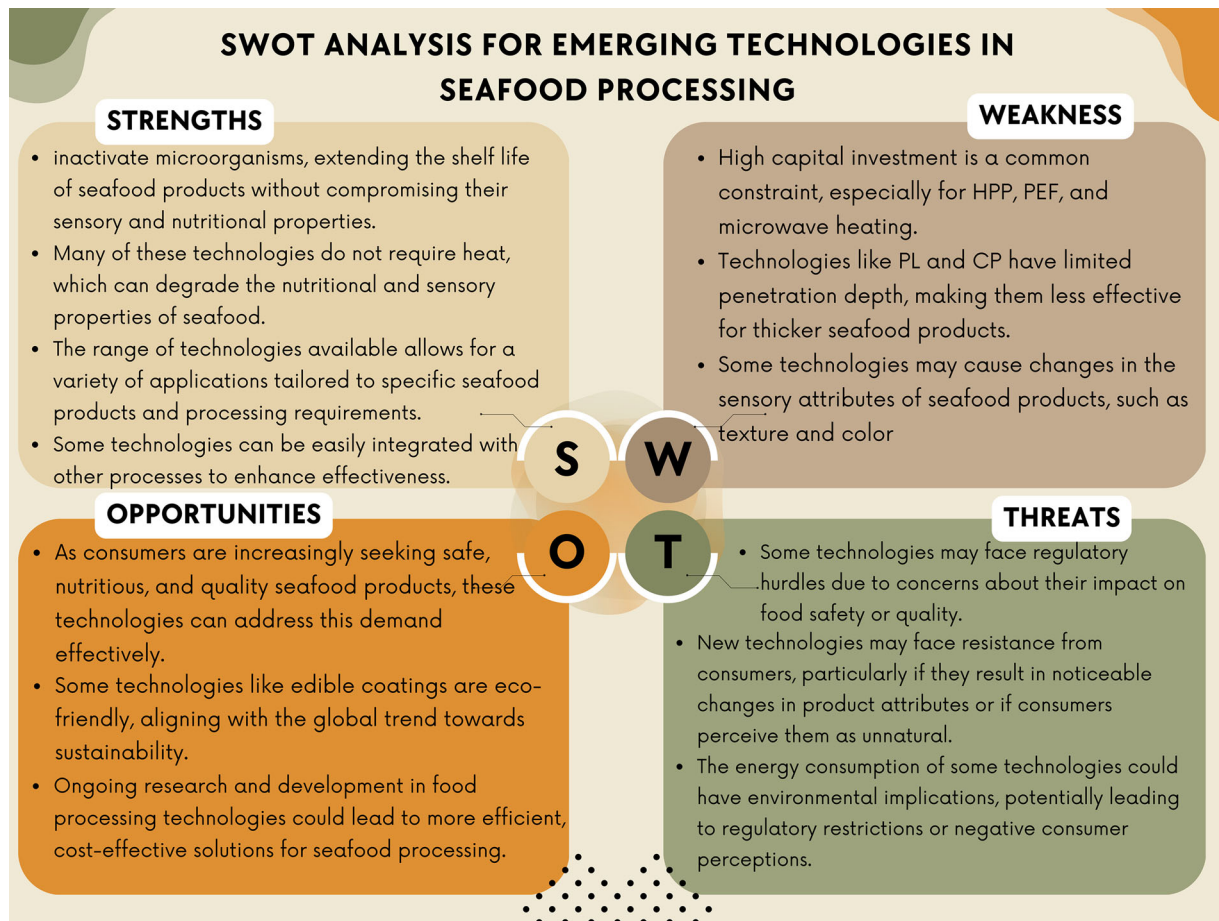 SWOT ANALYSIS FOR EMERGING TECHNOLOGIES IN
SEAFOOD PROCESSING
STRENGTHS
• inactivate microorganisms, extending the shelf life
of seafood products without compromising their
sensory and nutritional properties.
• Many of these technologies do not require heat,
which can degrade the nutritional and sensory
properties of seafood.
• The range of technologies available allows for a
variety of applications tailored to specific seafood
products and processing requirements.
• Some technologies can be easily integrated with
other processes to enhance effectiveness.
WEAKNESS
• High capital investment is a common
constraint, especially for HPP, PEF, and
microwave heating.
• Technologies like PL and CP have limited
penetration depth, making them less effective
for thicker seafood products.
• Some technologies may cause changes in the
sensory attributes of seafood products, such as
texture and color
S
W
O
T
OPPORTUNITIES
• As consumers are increasingly seeking safe,
nutritious, and quality seafood products, these
technologies can address this demand
effectively.
• Some technologies like edible coatings are eco-
friendly, aligning with the global trend towards
sustainability.
• Ongoing research and development in food
processing technologies could lead to more efficient,
cost-effective solutions for seafood processing.
THREATS
• Some technologies may face regulatory
hurdles due to concerns about their impact on
food safety or quality.
• New technologies may face resistance from
consumers, particularly if they result in noticeable
changes in product attributes or if consumers
perceive them as unnatural.
• The energy consumption of some technologies could
have environmental implications, potentially leading
to regulatory restrictions or negative consumer
perceptions.